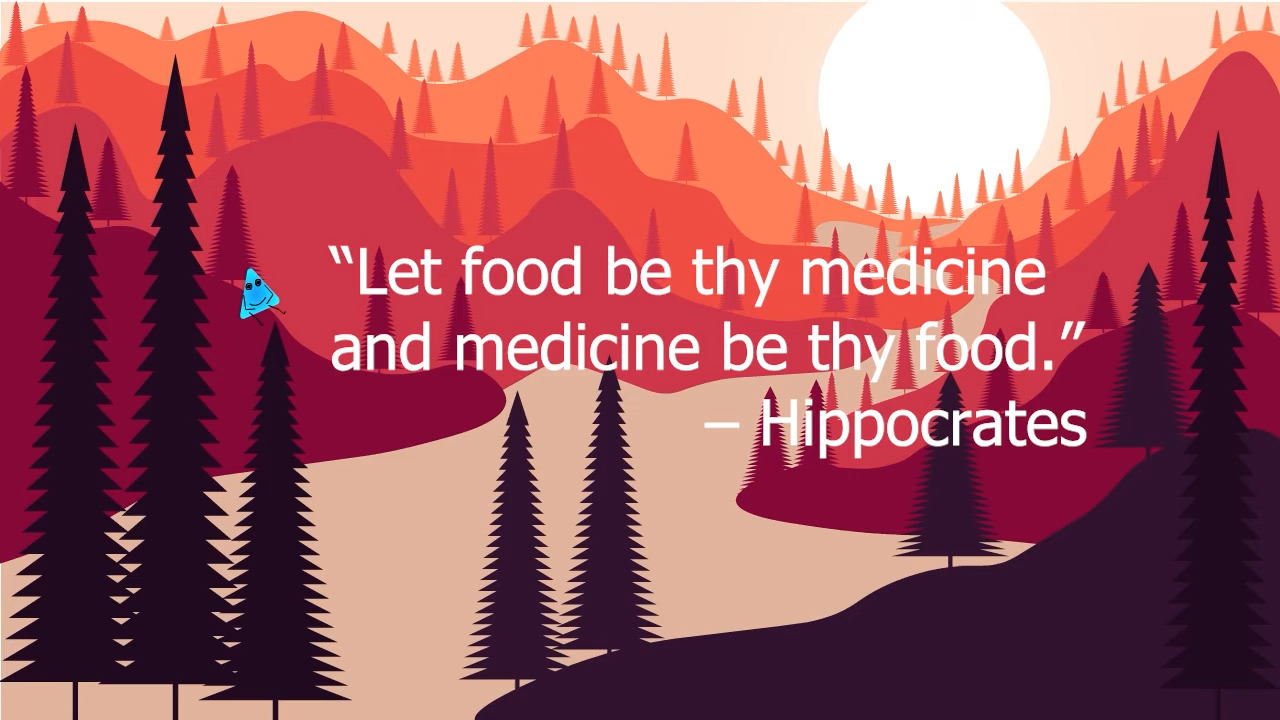 “Let food be thy medicine
and medicine be thy food.”
– Hippocrates